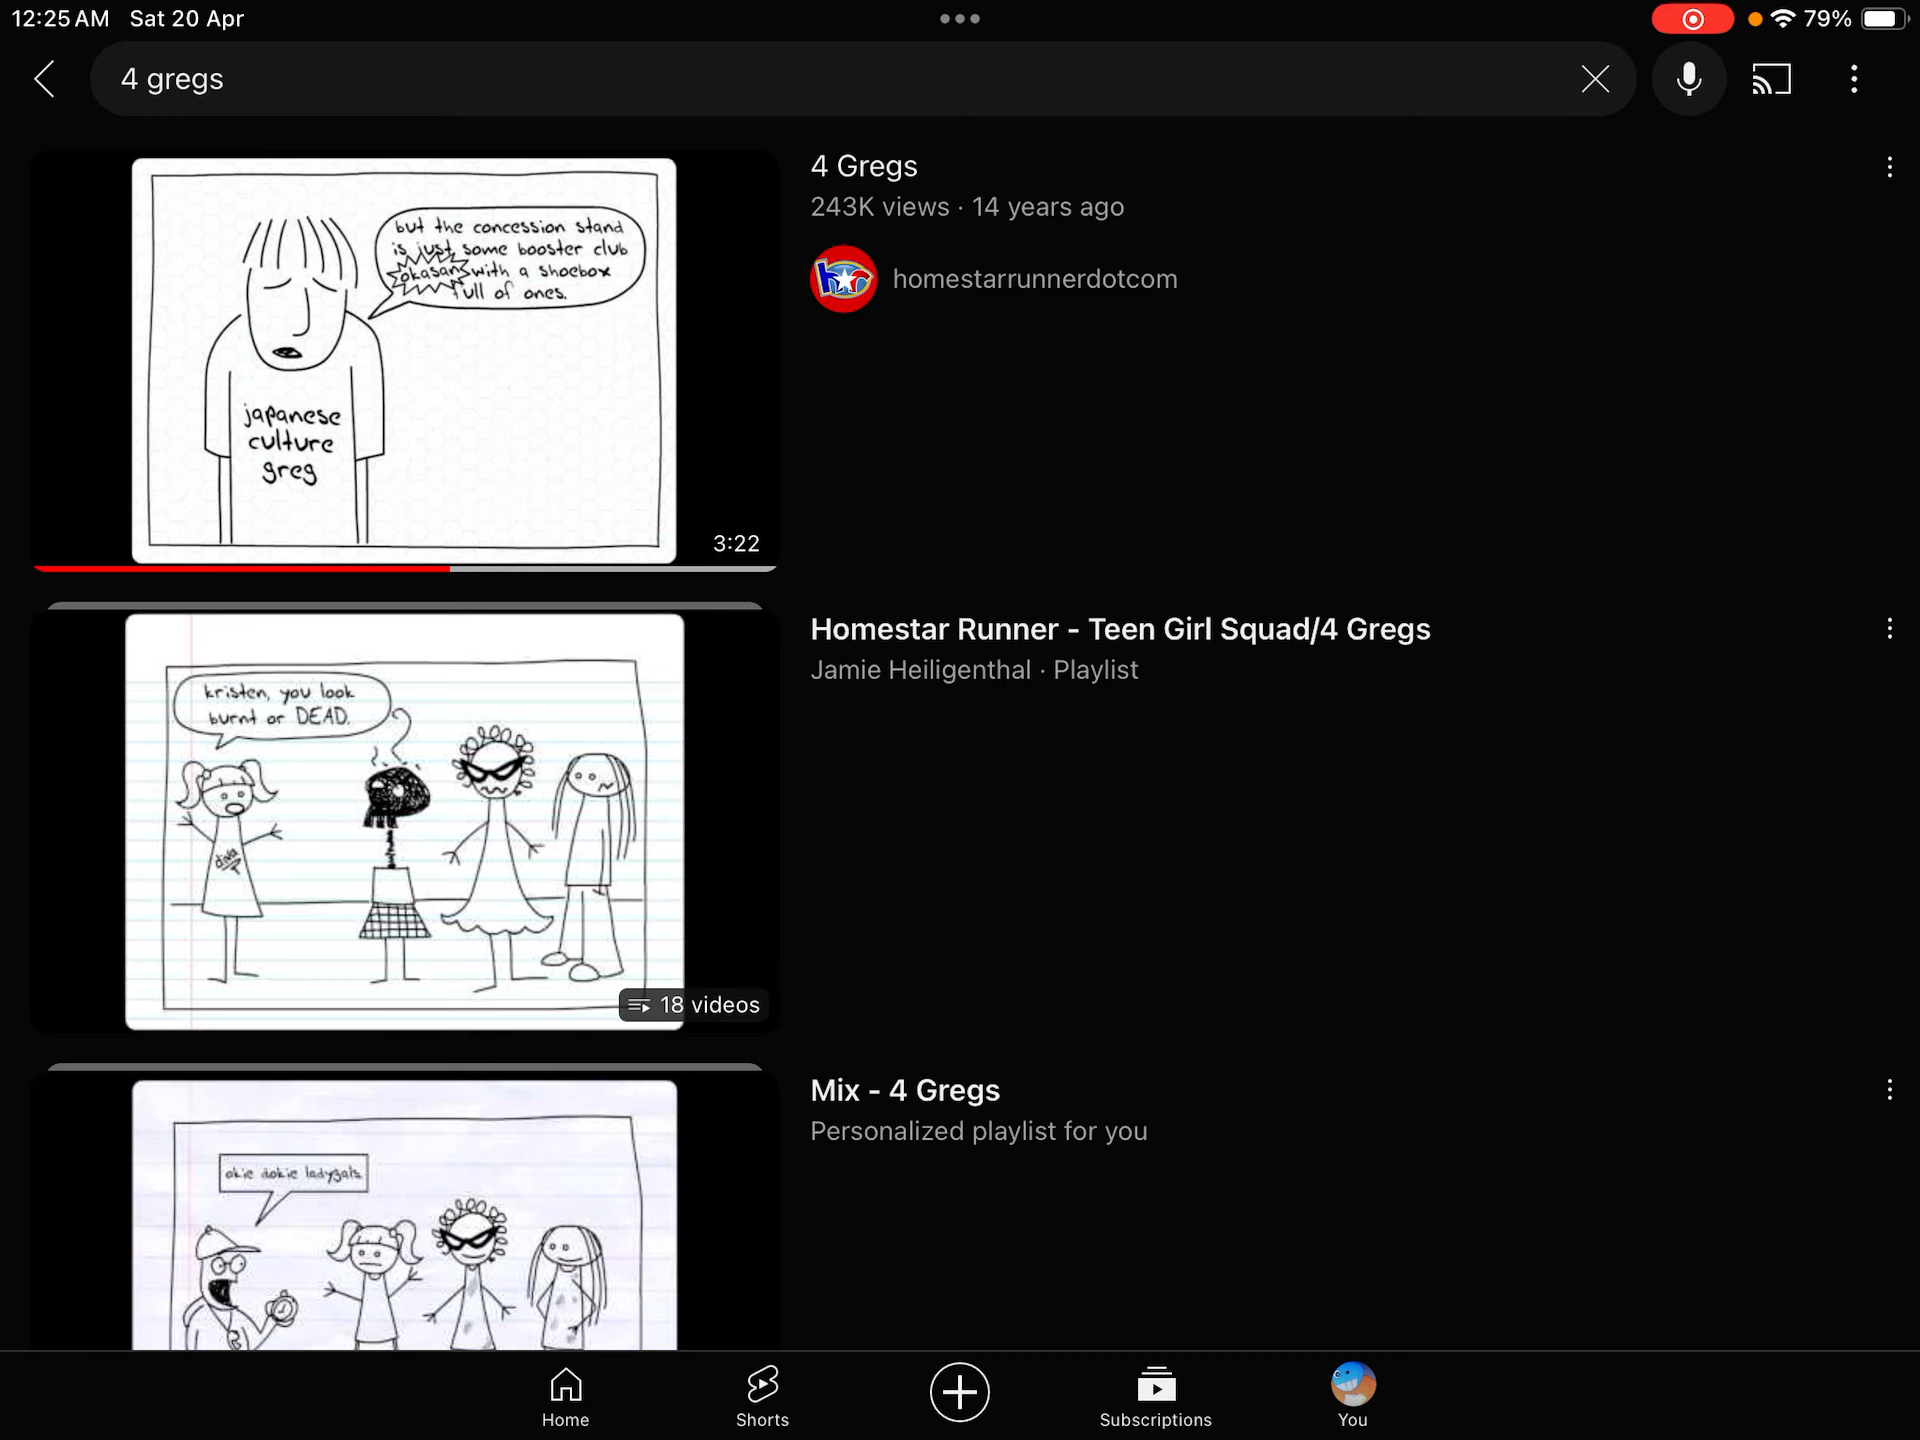 12:25 AM Sat 20 Apr
79%
4 gregs
but the concession stand
is just some booster club
okasan with a shoebox
full of ones.
japanese
culture
greg
3:22
4 Gregs
243K views · 14 years ago
hr
homestarrunnerdotcom
kristen, you look
burnt or DEAD.
diva
18 videos
Homestar Runner - Teen Girl Squad/4 Gregs
Jamie Heiligenthal · Playlist
okie dokie ladygals.
Mix - 4 Gregs
Personalized playlist for you
Home
Shorts
Subscriptions
You